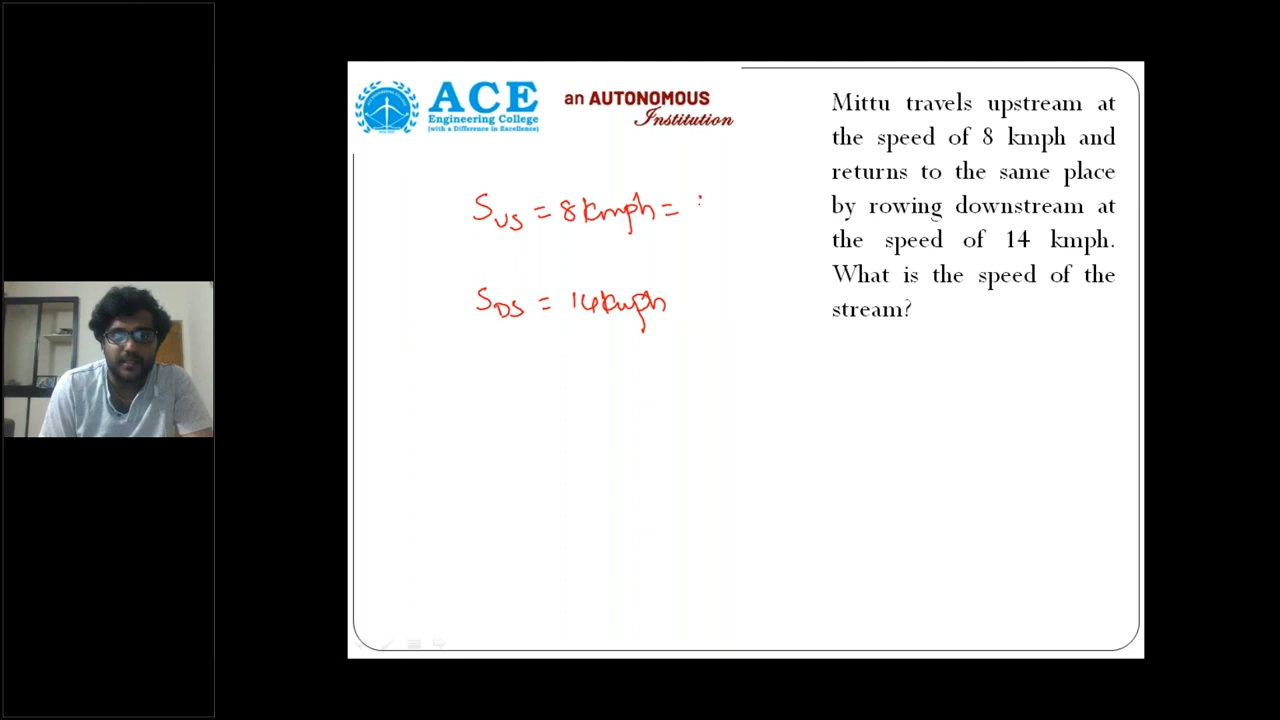 ACE
Engineering College
(with a Difference in Excellence)
an AUTONOMOUS
Institution
Mittu travels upstream at
the speed of 8 kmph and
returns to the same place
by rowing downstream at
the speed of 14 kmph.
What is the speed of the
stream?
S_US = 8 kmph =
S_DS = 14 kmph